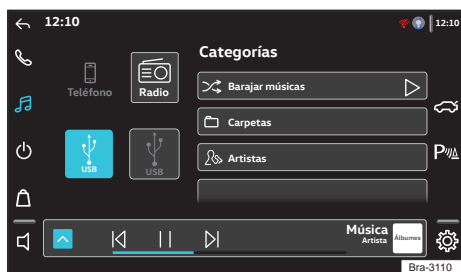 12:10
12:10
Categorías
Teléfono
Radio
Barajar músicas
Carpetas
USB
USB
Artistas
Música
Artista
Álbumes
P
Bra-3110